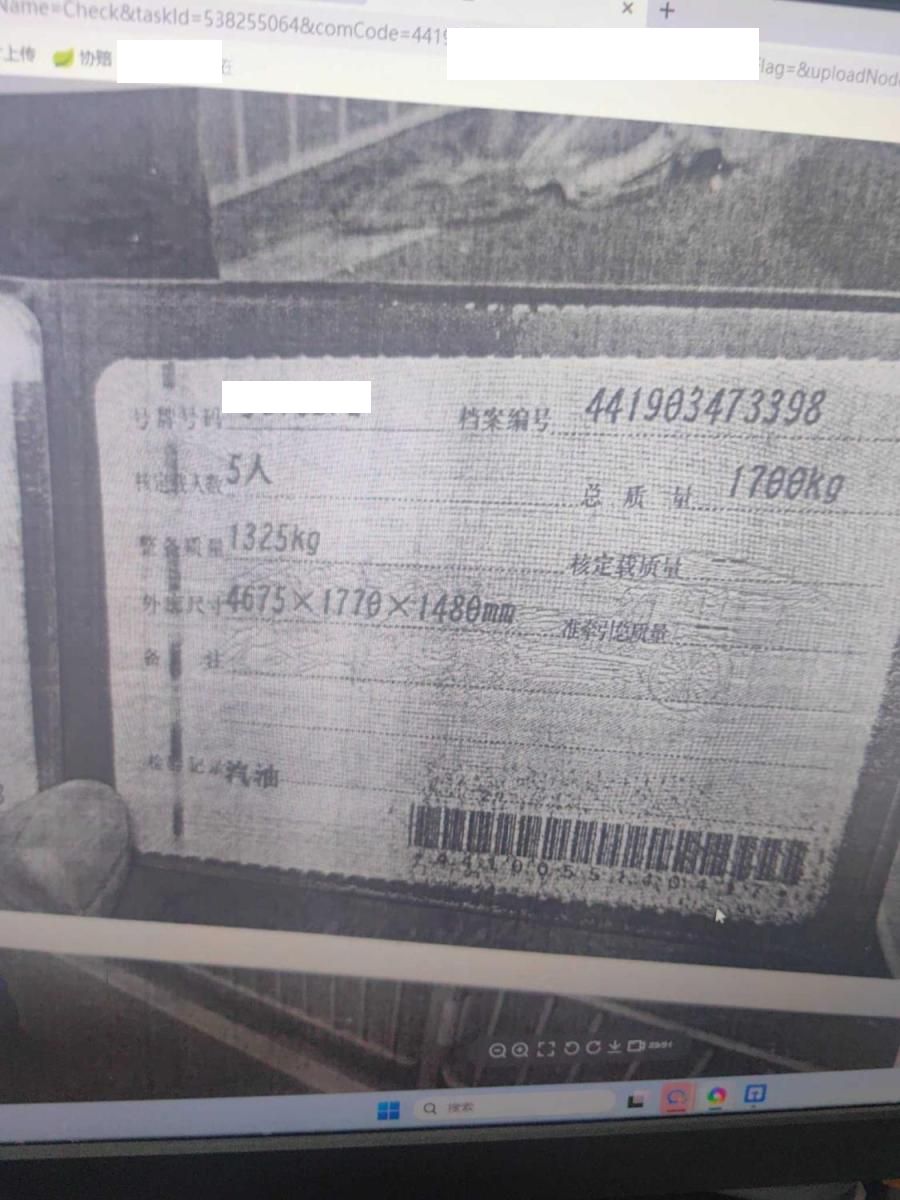 Name=Check&taskId=538255064&comCode=4419
lag=&uploadNod
上传 协赔 在
号牌号码 档案编号 441903473398
核定载人数 5人 总质量 1700kg
整备质量 1325kg 核定载质量 --
外廓尺寸 4675×1770×1480mm 准牵引总质量 --
备 注
检验记录 汽油
搜索